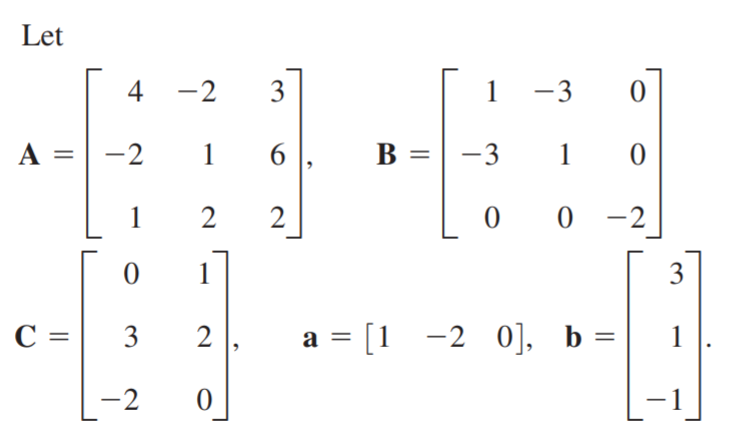 Let
A = [ 4 −2 3 ; −2 1 6 ; 1 2 2 ], B = [ 1 −3 0 ; −3 1 0 ; 0 0 −2 ]
C = [ 0 1 ; 3 2 ; −2 0 ], a = [1 −2 0], b = [ 3 ; 1 ; −1 ].